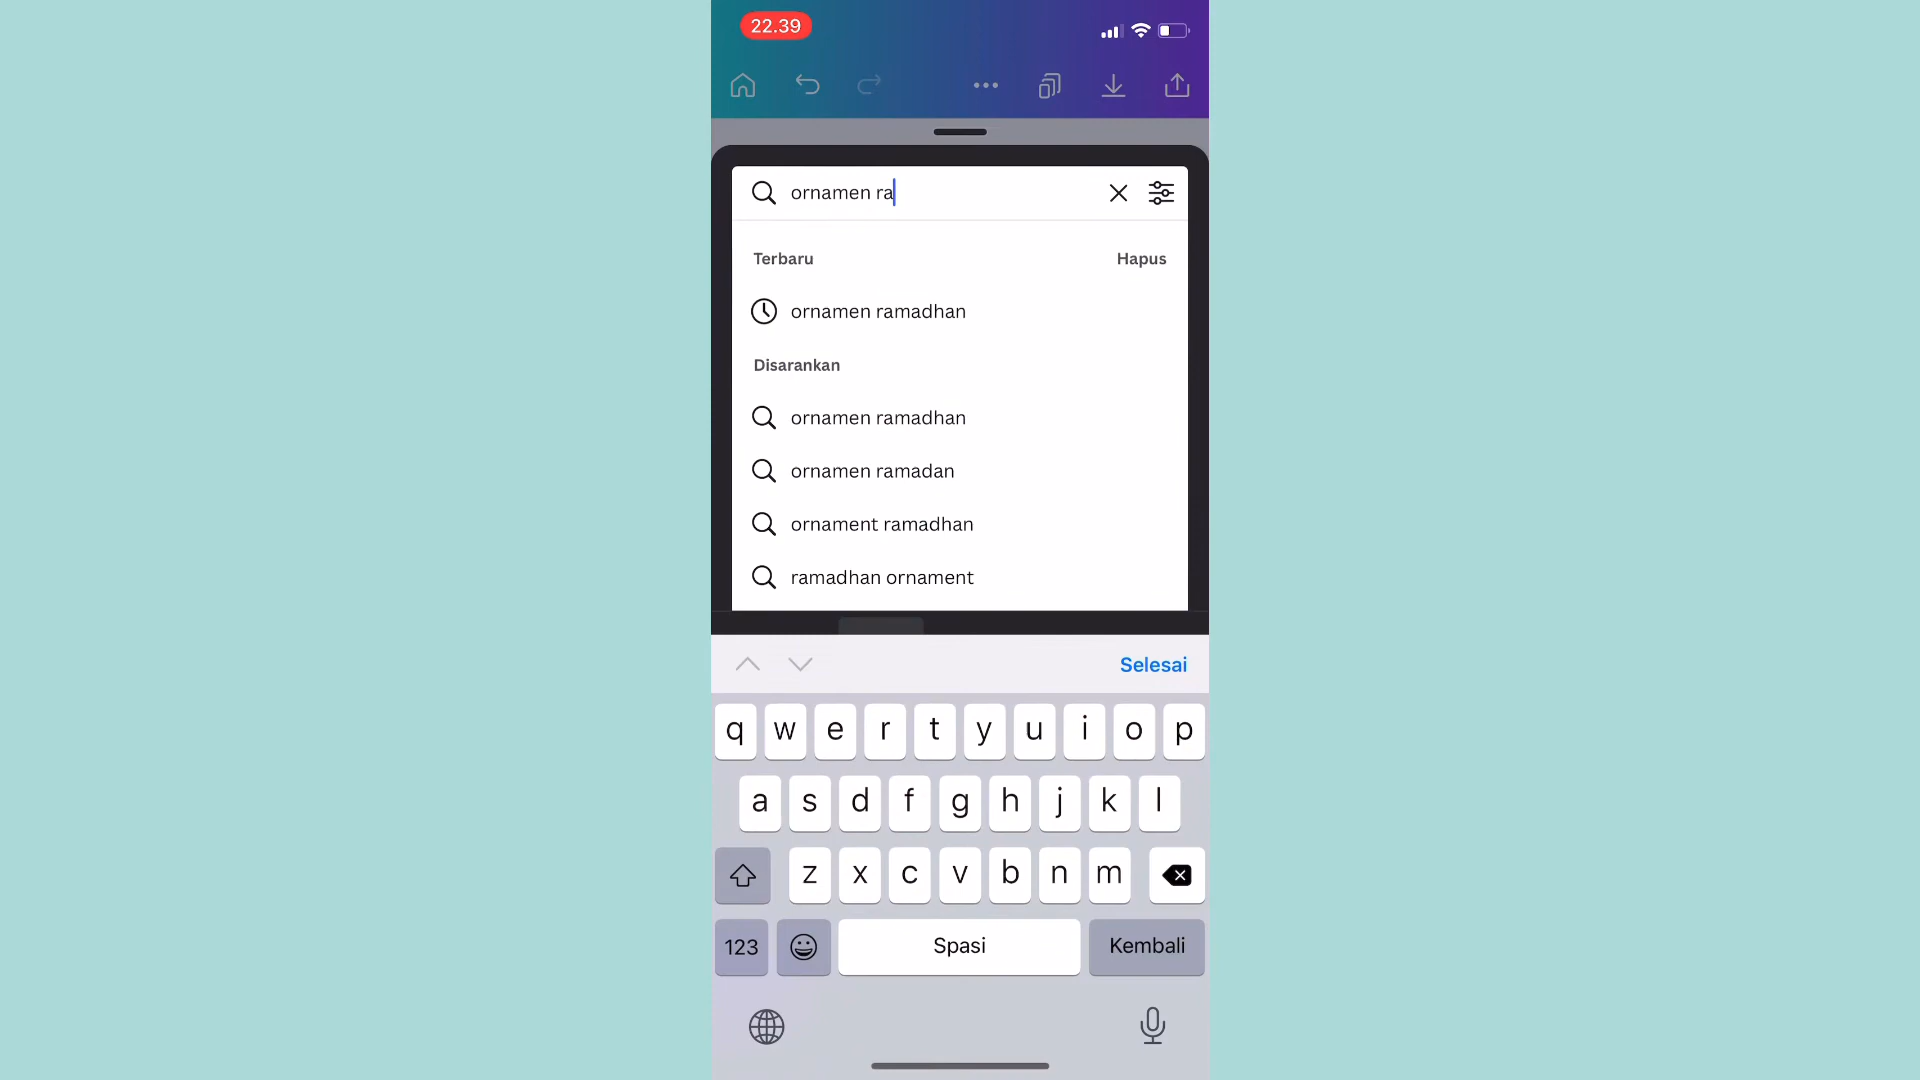 22.39
ornamen ra
Terbaru Hapus
ornamen ramadhan
Disarankan
ornamen ramadhan
ornamen ramadan
ornament ramadhan
ramadhan ornament
Selesai
q w e r t y u i o p
a s d f g h j k l
z x c v b n m
123 Spasi Kembali